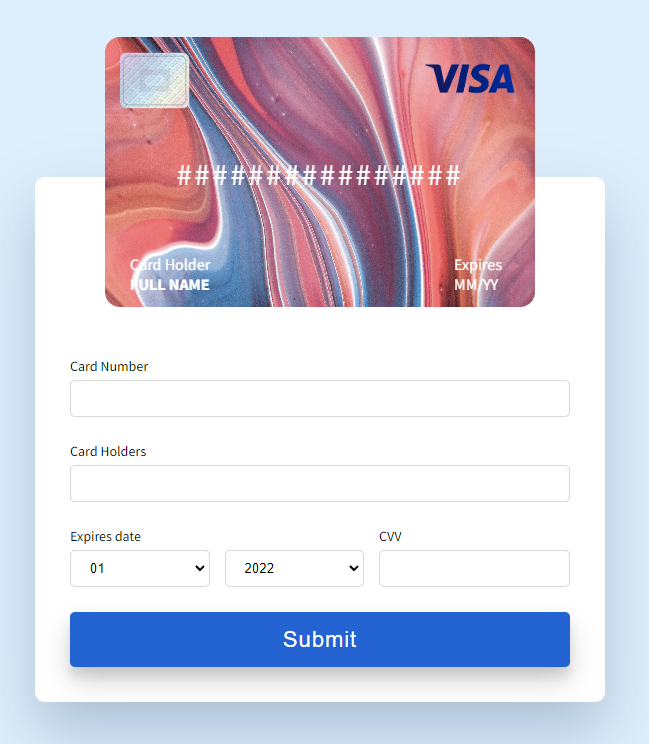 VISA
################
Card Holder
FULL NAME
Expires
MM/YY
Card Number
Card Holders
Expires date
CVV
01
2022
Submit